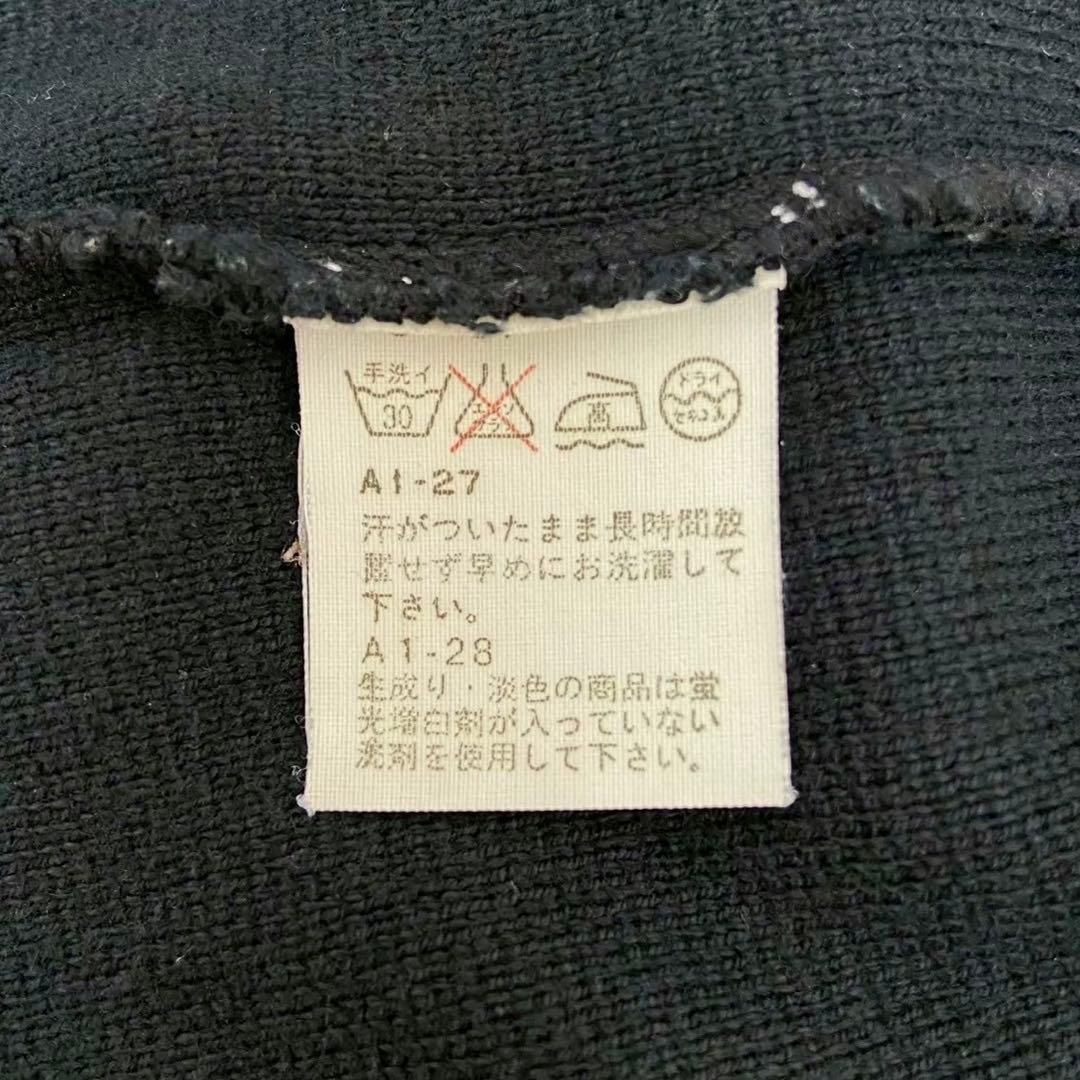 手洗イ
30
エンソ
サラシ
高
ドライ
セキユ系
A1-27
汗がついたまま長時間放
置せず早めにお洗濯して
下さい。
A1-28
生成り・淡色の商品は蛍
光増白剤が入っていない
洗剤を使用して下さい。